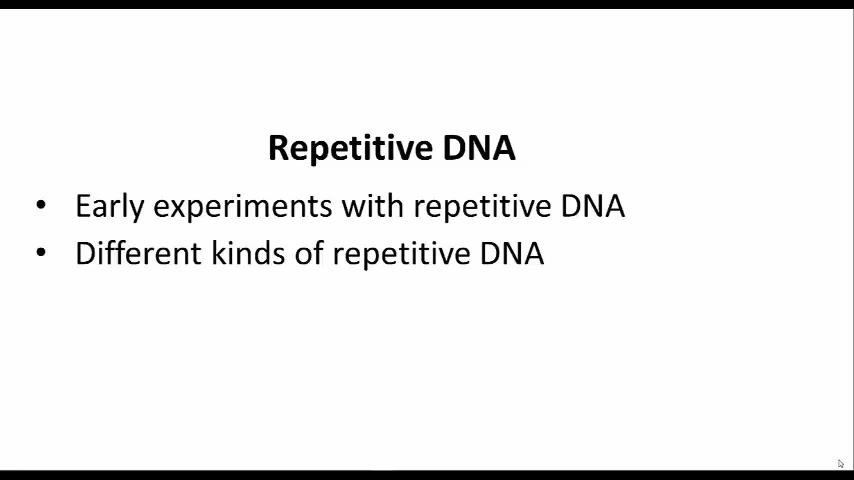 Repetitive DNA
• Early experiments with repetitive DNA
• Different kinds of repetitive DNA